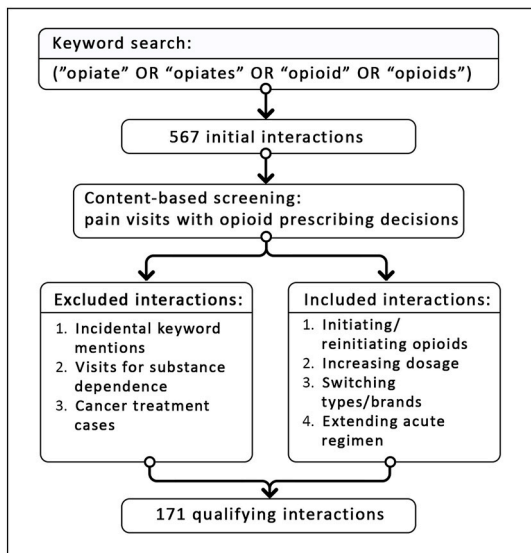 Keyword search:
("opiate" OR “opiates" OR “opioid" OR “opioids")
567 initial interactions
Content-based screening:
pain visits with opioid prescribing decisions
Excluded interactions:
1. Incidental keyword
mentions
2. Visits for substance
dependence
3. Cancer treatment
cases
Included interactions:
1. Initiating/
reinitiating opioids
2. Increasing dosage
3. Switching
types/brands
4. Extending acute
regimen
171 qualifying interactions